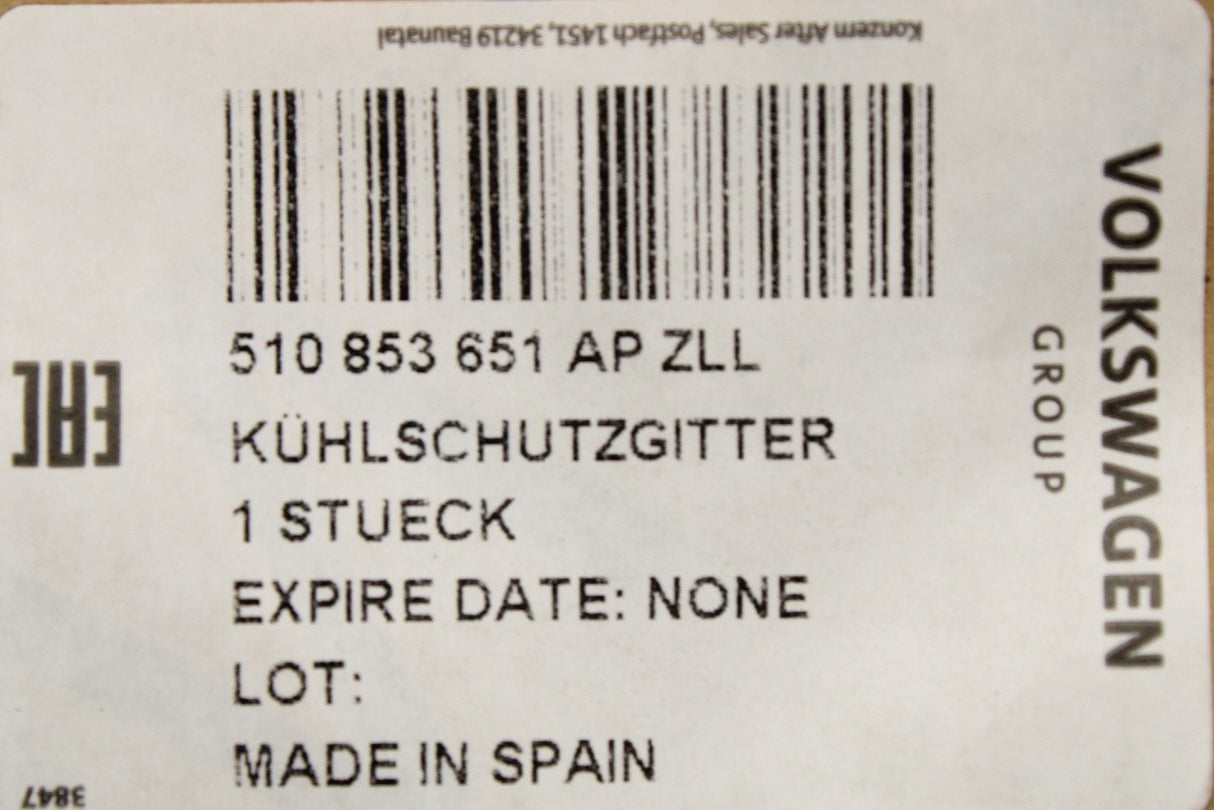 Konzern After Sales, Postfach 1451, 34219 Baunatal
510 853 651 AP ZLL
KÜHLSCHUTZGITTER
1 STUECK
EXPIRE DATE: NONE
LOT:
MADE IN SPAIN
VOLKSWAGEN
GROUP
EAC
3847